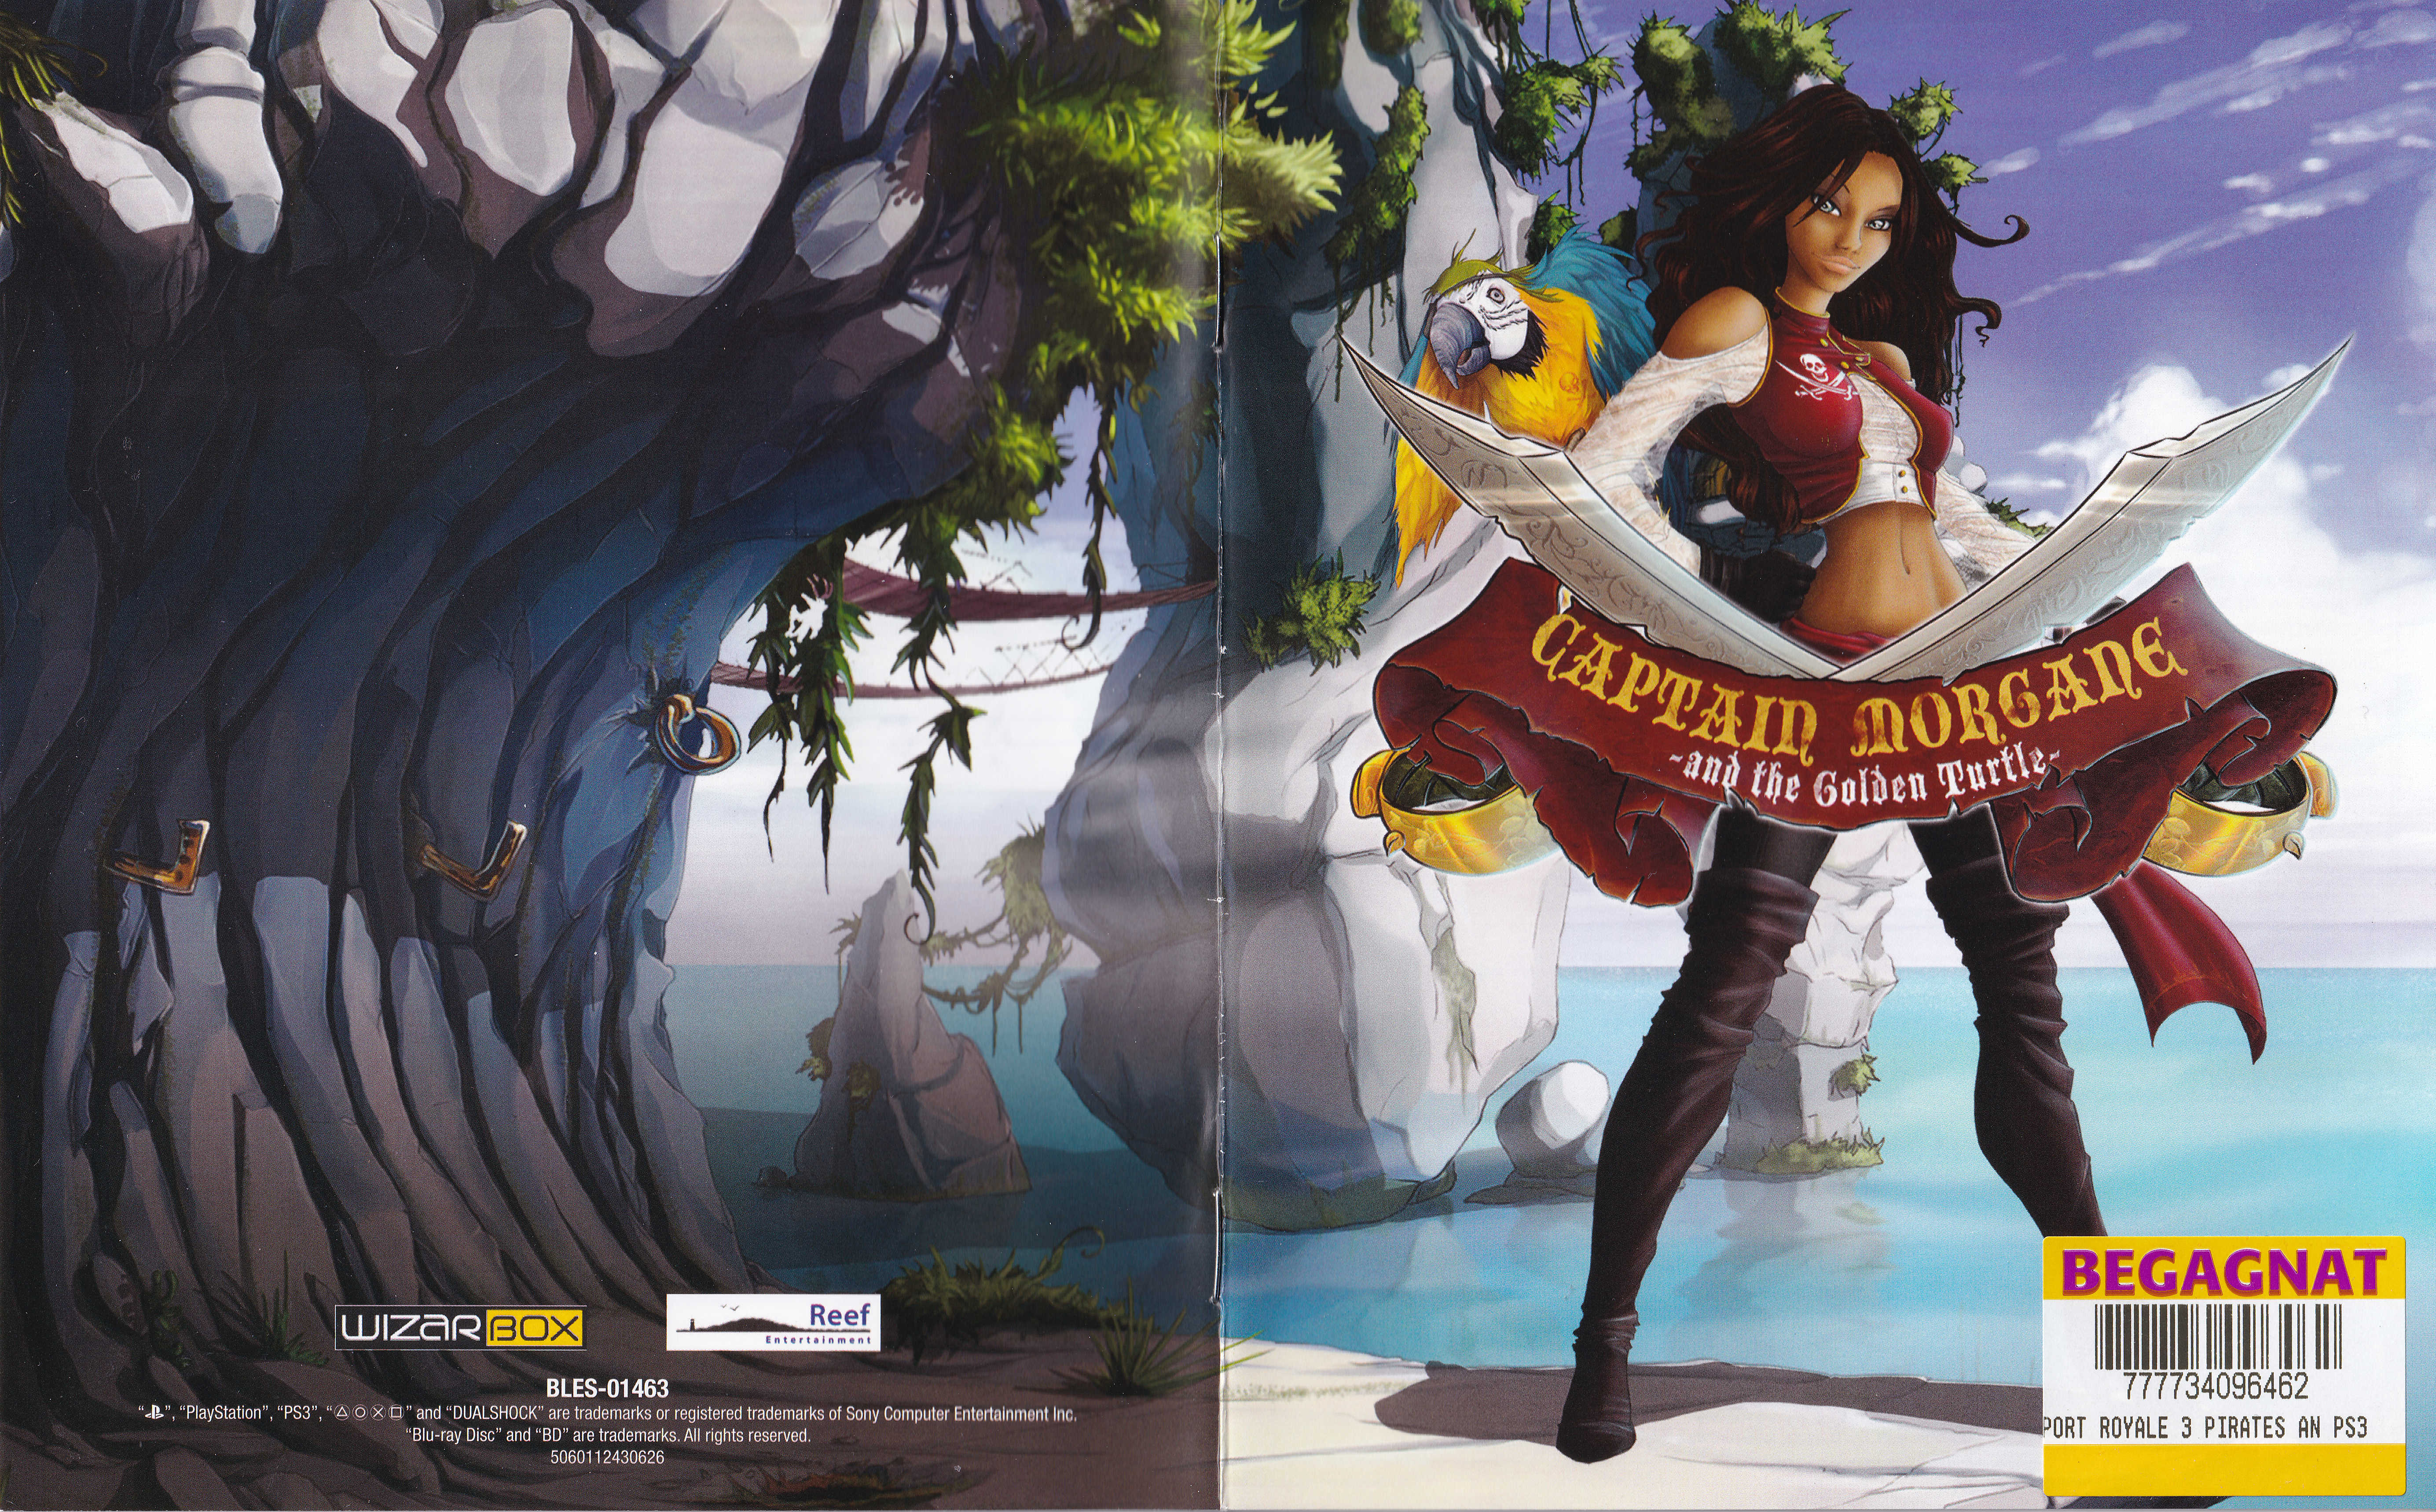 CAPTAIN MORGANE
-and the Golden Turtle-
WIZARBOX
Reef
Entertainment
BLES-01463
“ ”, “PlayStation”, “PS3”, “△○×□” and “DUALSHOCK” are trademarks or registered trademarks of Sony Computer Entertainment Inc.
“Blu-ray Disc” and “BD” are trademarks. All rights reserved.
5060112430626
BEGAGNAT
777734096462
PORT ROYALE 3 PIRATES AN PS3